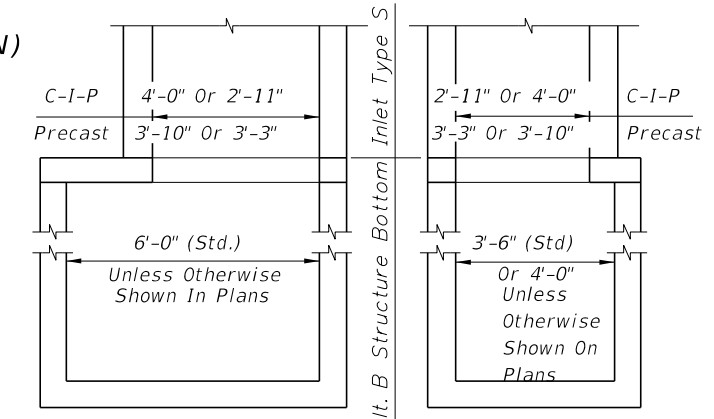 N)
C-I-P
4'-0" Or 2'-11"
Precast
3'-10" Or 3'-3"
6'-0" (Std.)
Unless Otherwise
Shown In Plans
lt. B Structure Bottom Inlet Type S
2'-11" Or 4'-0"
C-I-P
3'-3" Or 3'-10"
Precast
3'-6" (Std)
Or 4'-0"
Unless
Otherwise
Shown On
Plans